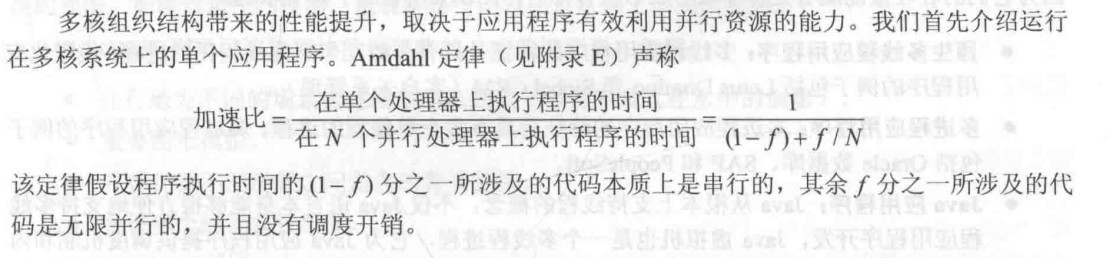 多核组织结构带来的性能提升，取决于应用程序有效利用并行资源的能力。我们首先介绍运行
在多核系统上的单个应用程序。Amdahl 定律（见附录 E）声称
加速比 = 在单个处理器上执行程序的时间 / 在 N 个并行处理器上执行程序的时间 = 1 / (1 − f) + f / N
该定律假设程序执行时间的 (1 − f) 分之一所涉及的代码本质上是串行的，其余 f 分之一所涉及的代
码是无限并行的，并且没有调度开销。